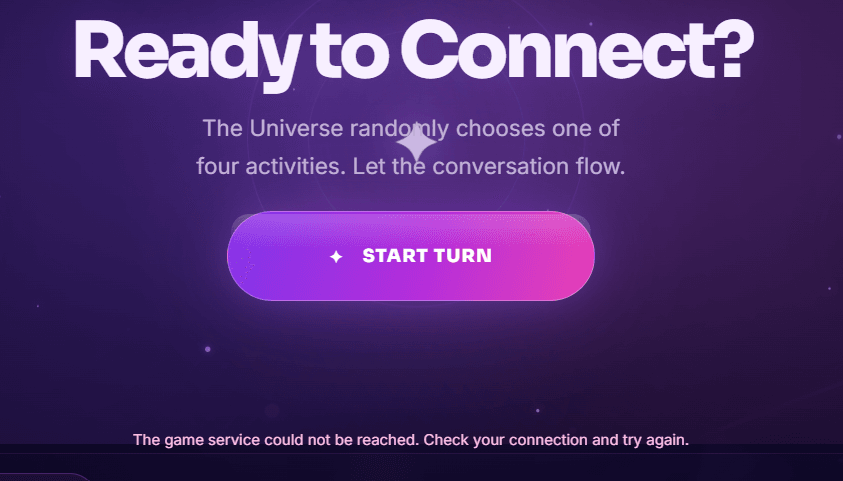 Ready to Connect?
The Universe randomly chooses one of
four activities. Let the conversation flow.
START TURN
The game service could not be reached. Check your connection and try again.